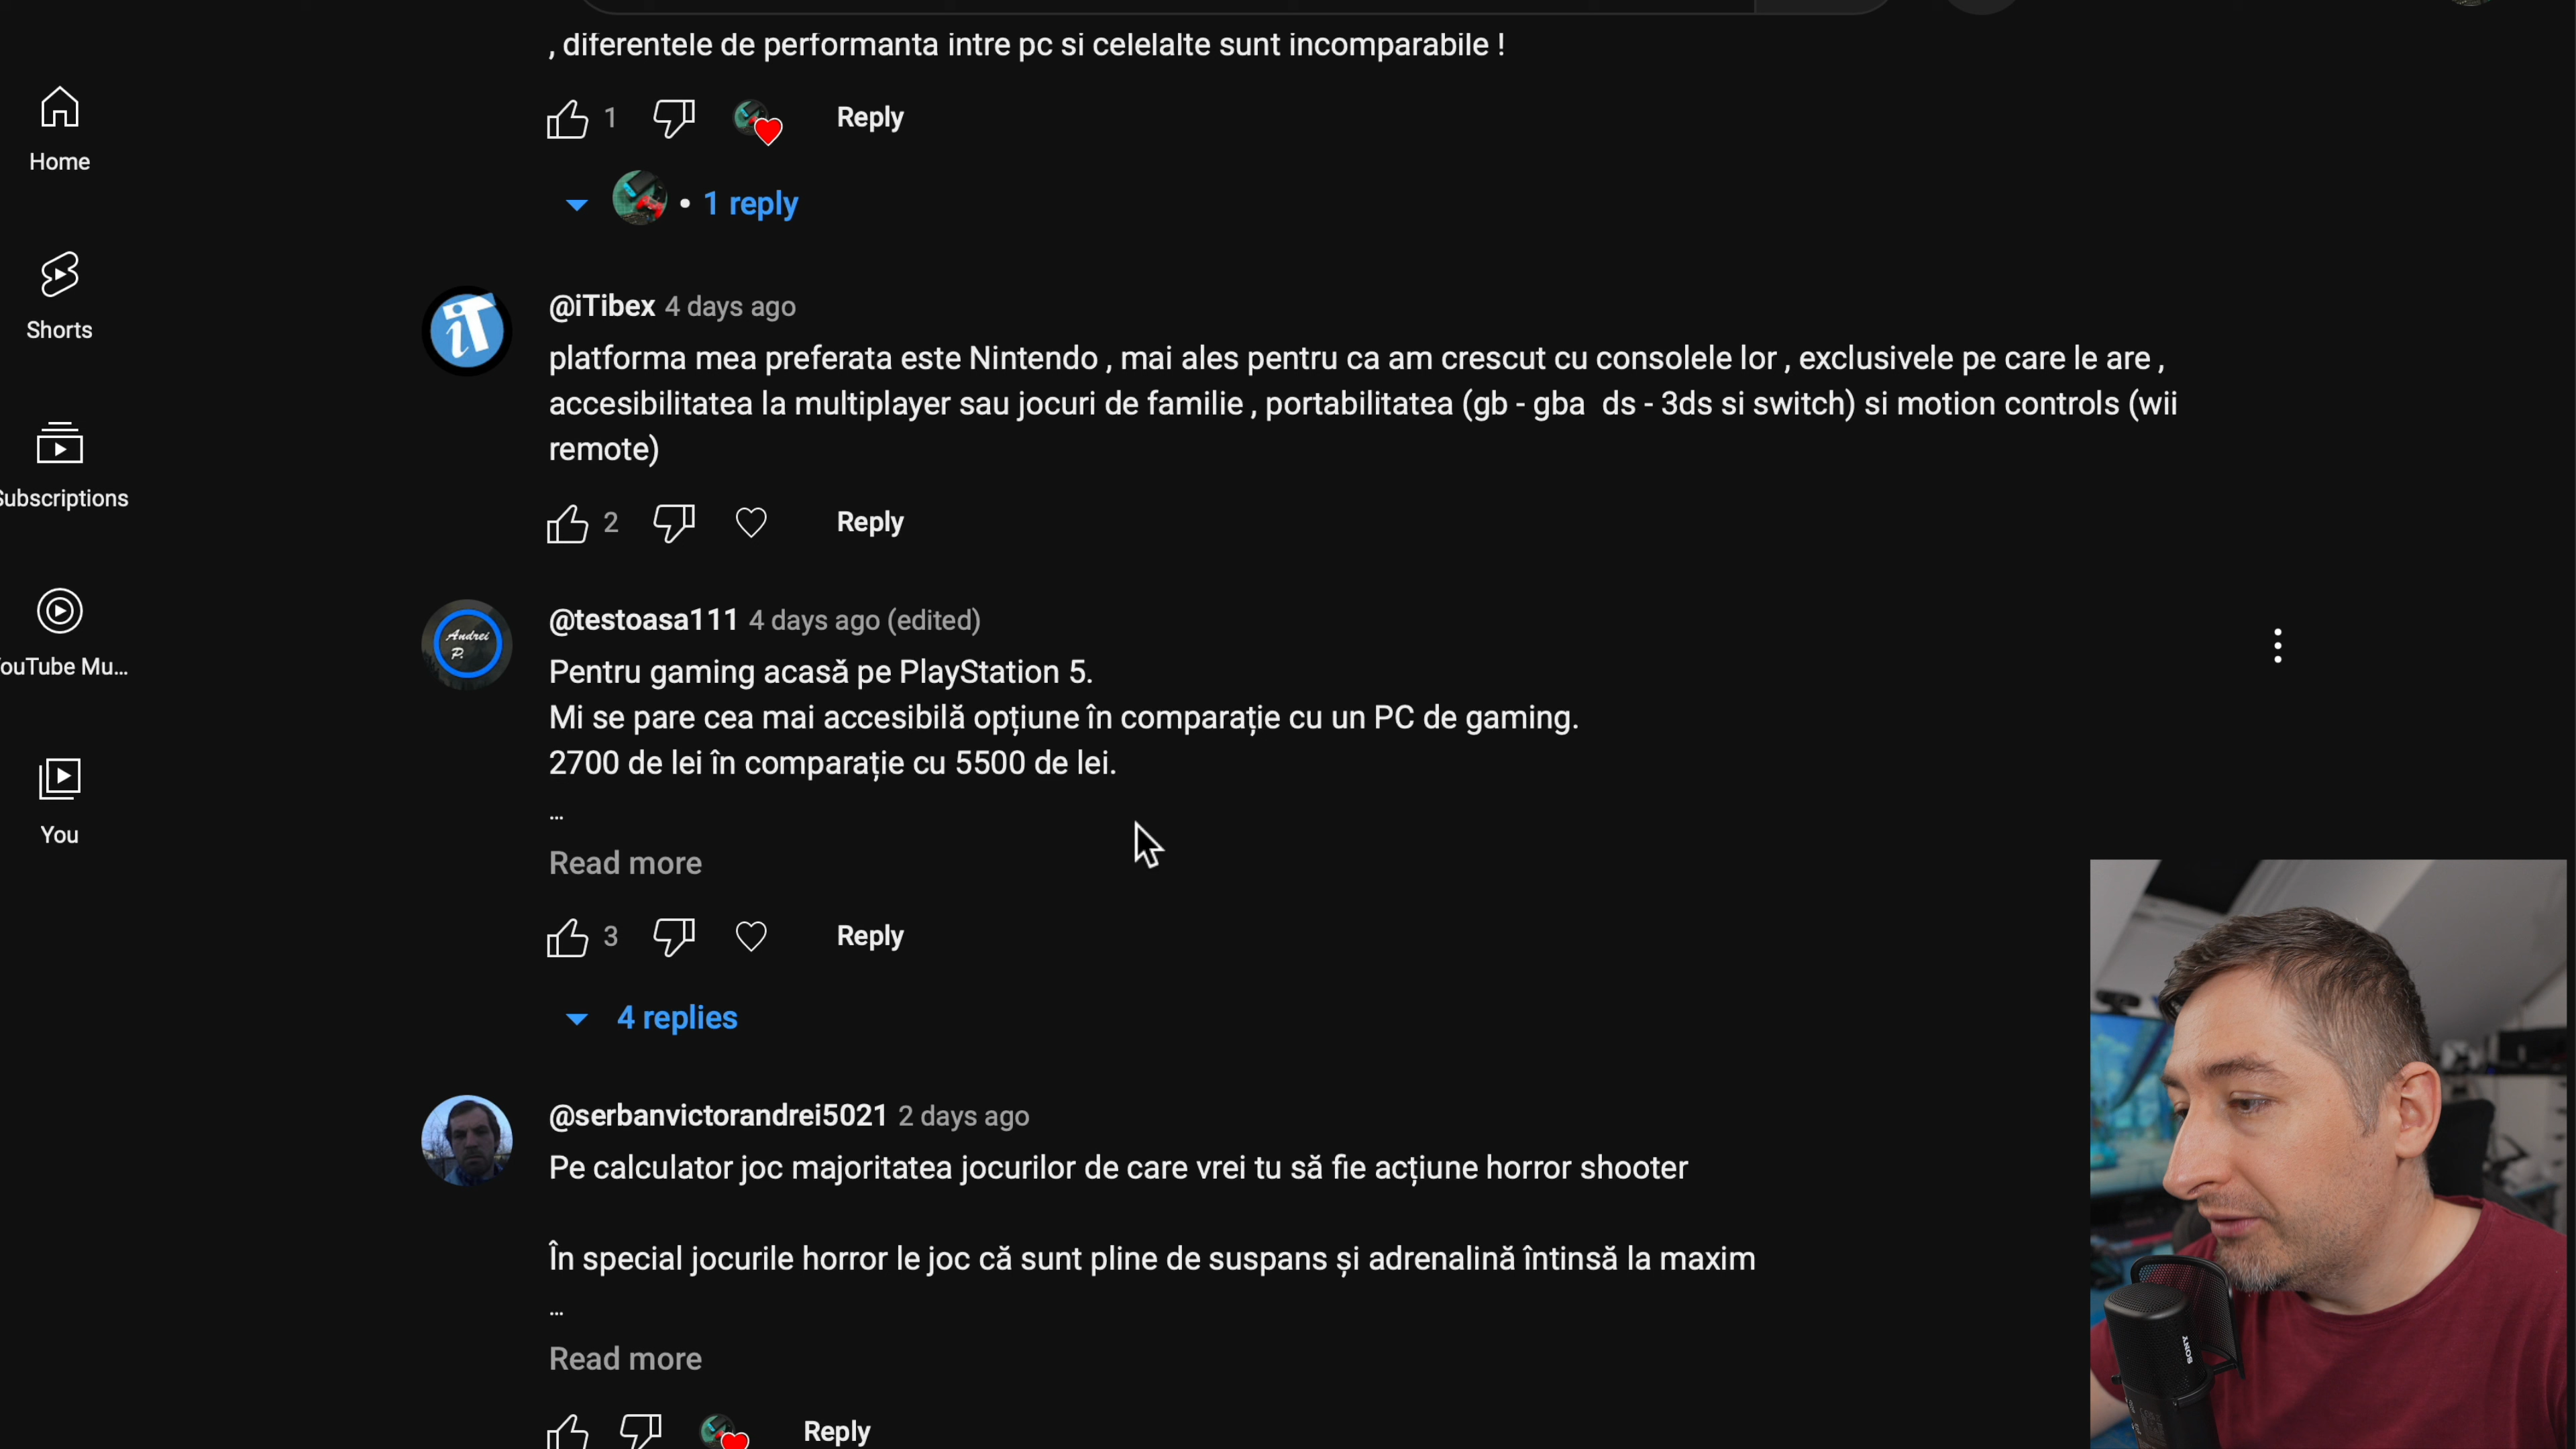 , diferentele de performanta intre pc si celelalte sunt incomparabile !
1
Reply
• 1 reply
Home
Shorts
Subscriptions
YouTube Mu...
You
iT
@iTibex 4 days ago
platforma mea preferata este Nintendo , mai ales pentru ca am crescut cu consolele lor , exclusivele pe care le are ,
accesibilitatea la multiplayer sau jocuri de familie , portabilitatea (gb - gba ds - 3ds si switch) si motion controls (wii
remote)
2
Reply
Andrei
P.
@testoasa111 4 days ago (edited)
Pentru gaming acasă pe PlayStation 5.
Mi se pare cea mai accesibilă opțiune în comparație cu un PC de gaming.
2700 de lei în comparație cu 5500 de lei.
...
Read more
3
Reply
4 replies
@serbanvictorandrei5021 2 days ago
Pe calculator joc majoritatea jocurilor de care vrei tu să fie acțiune horror shooter
În special jocurile horror le joc că sunt pline de suspans și adrenalină întinsă la maxim
...
Read more
Reply
SONY